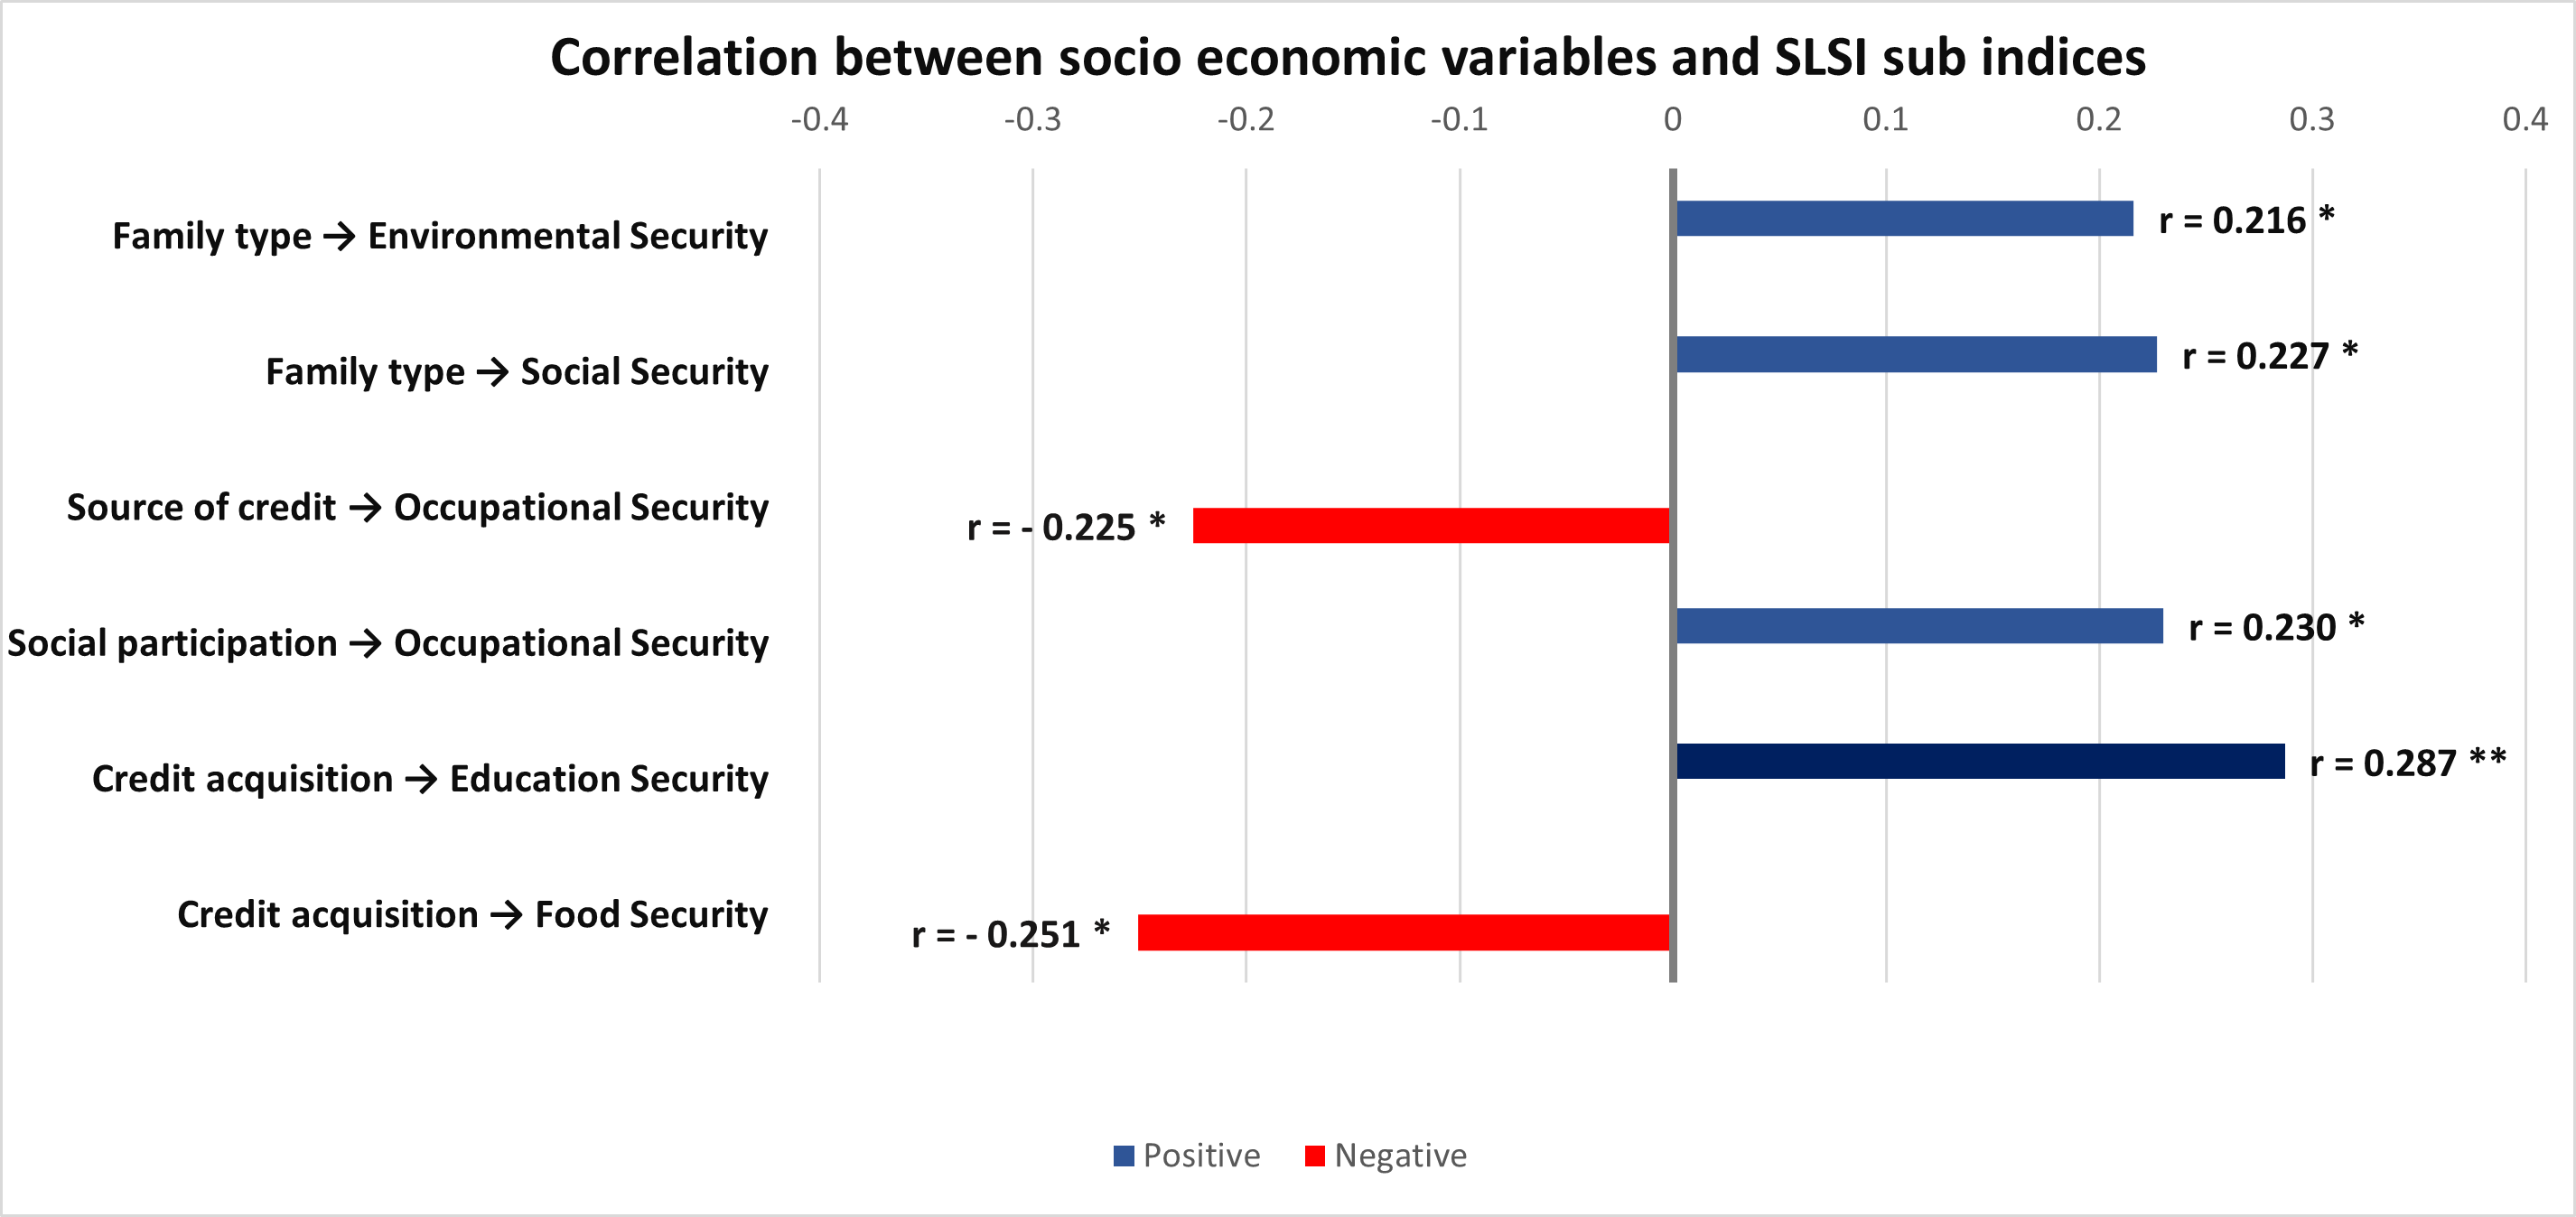 Correlation between socio economic variables and SLSI sub indices
-0.4 -0.3 -0.2 -0.1 0 0.1 0.2 0.3 0.4
Family type → Environmental Security r = 0.216 *
Family type → Social Security r = 0.227 *
Source of credit → Occupational Security r = - 0.225 *
Social participation → Occupational Security r = 0.230 *
Credit acquisition → Education Security r = 0.287 **
Credit acquisition → Food Security r = - 0.251 *
Positive Negative